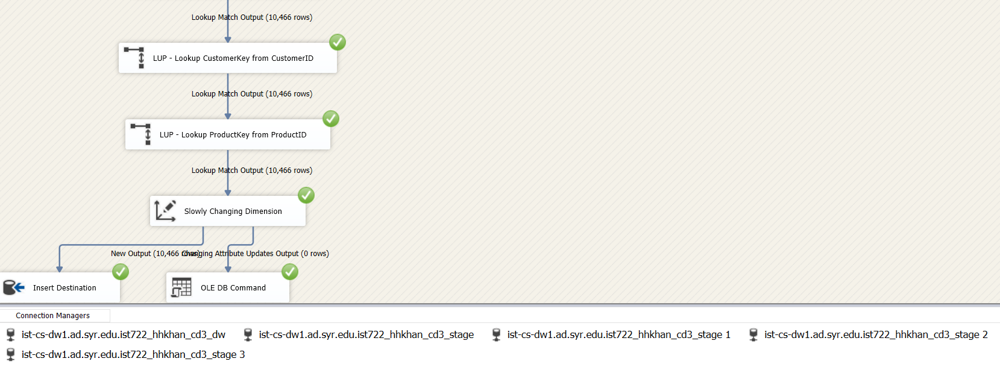 Lookup Match Output (10,466 rows)
LUP - Lookup CustomerKey from CustomerID
Lookup Match Output (10,466 rows)
LUP - Lookup ProductKey from ProductID
Lookup Match Output (10,466 rows)
Slowly Changing Dimension
New Output (10,466 rows)
Changing Attribute Updates Output (0 rows)
Insert Destination
OLE DB Command
Connection Managers
ist-cs-dw1.ad.syr.edu.ist722_hhkhan_cd3_dw
ist-cs-dw1.ad.syr.edu.ist722_hhkhan_cd3_stage
ist-cs-dw1.ad.syr.edu.ist722_hhkhan_cd3_stage 1
ist-cs-dw1.ad.syr.edu.ist722_hhkhan_cd3_stage 2
ist-cs-dw1.ad.syr.edu.ist722_hhkhan_cd3_stage 3